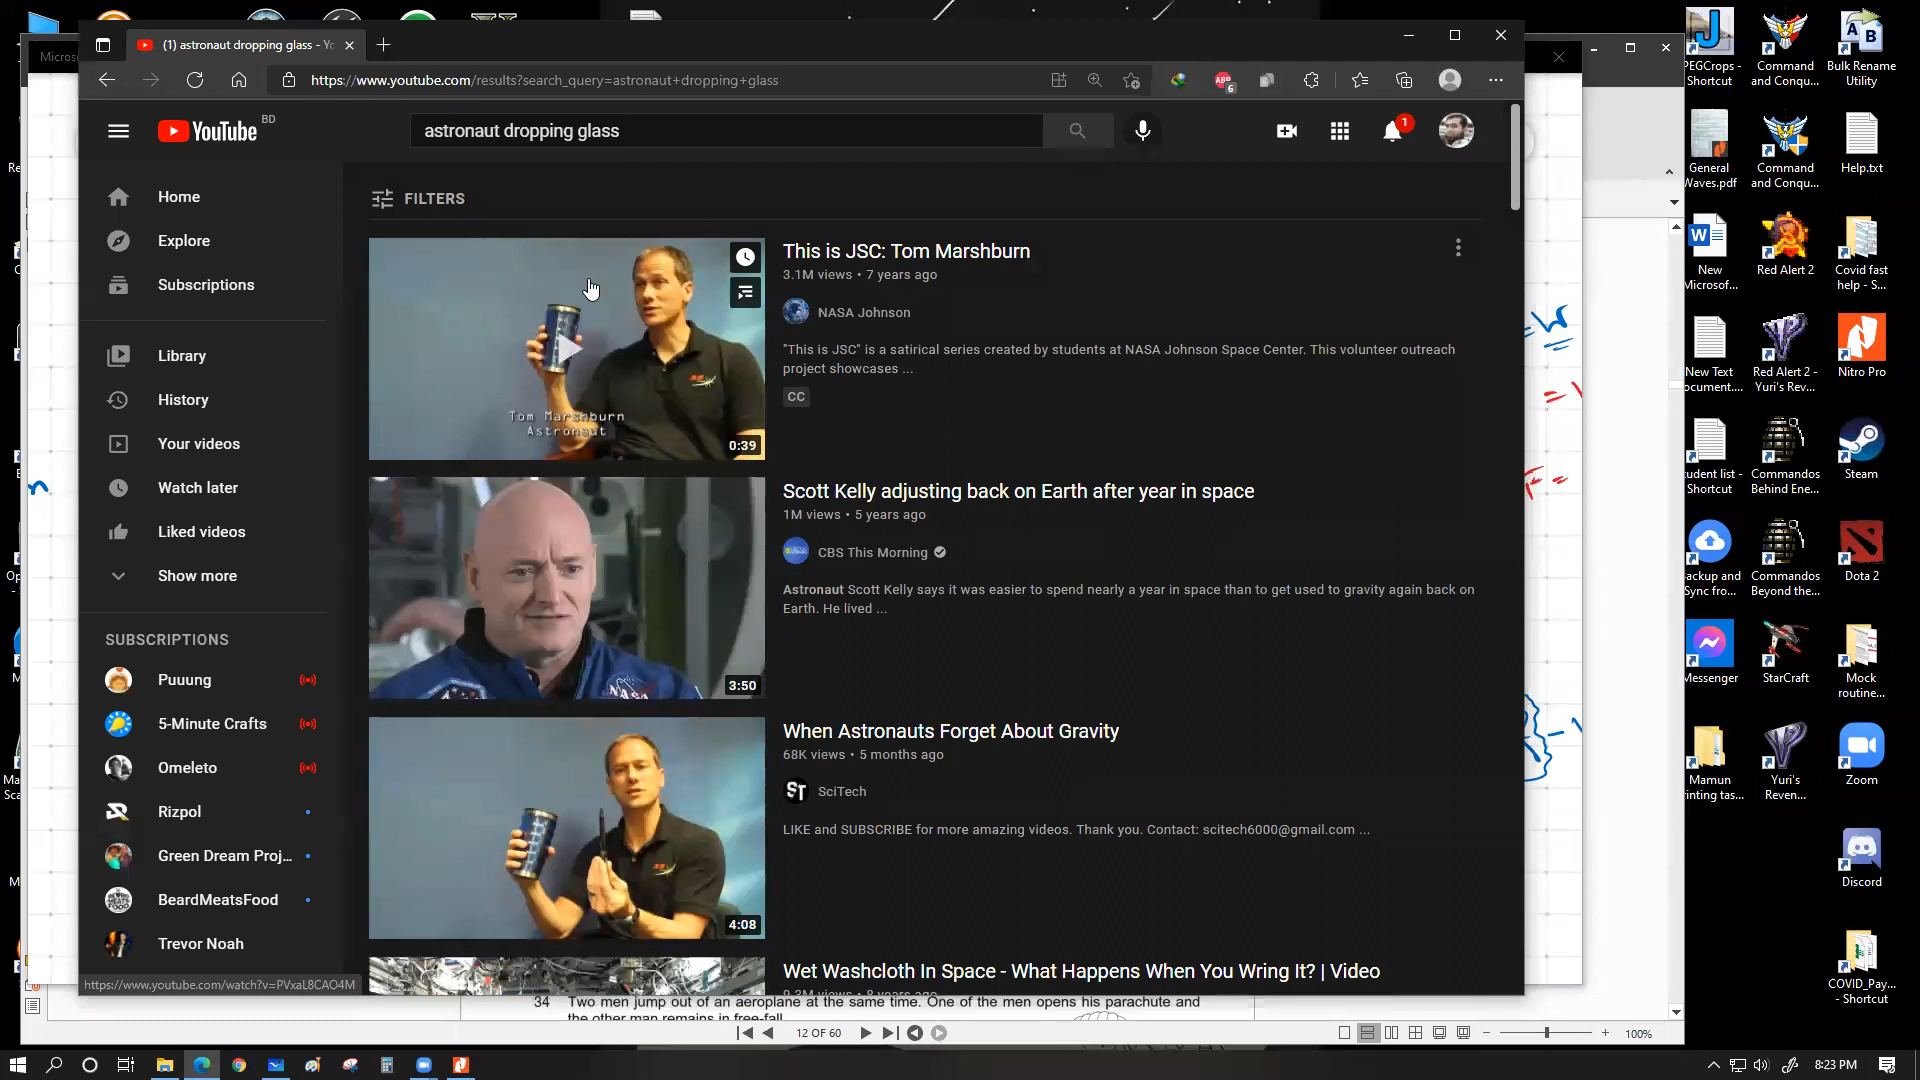 (1) astronaut dropping glass - Yo
https://www.youtube.com/results?search_query=astronaut+dropping+glass
ABP
6
Micros
YouTube
BD
astronaut dropping glass
1
Home
Explore
Subscriptions
Library
History
Your videos
Watch later
Liked videos
Show more
SUBSCRIPTIONS
Puuung
5-Minute Crafts
Omeleto
Rizpol
Green Dream Proj...
BeardMeatsFood
Trevor Noah
https://www.youtube.com/watch?v=PVxaL8CAO4M
FILTERS
Tom Marshburn
Astronaut
0:39
This is JSC: Tom Marshburn
3.1M views • 7 years ago
NASA Johnson
"This is JSC" is a satirical series created by students at NASA Johnson Space Center. This volunteer outreach
project showcases ...
CC
NASA
3:50
Scott Kelly adjusting back on Earth after year in space
1M views • 5 years ago
CBS This Morning
Astronaut Scott Kelly says it was easier to spend nearly a year in space than to get used to gravity again back on
Earth. He lived ...
4:08
When Astronauts Forget About Gravity
68K views • 5 months ago
ST SciTech
LIKE and SUBSCRIBE for more amazing videos. Thank you. Contact: scitech6000@gmail.com ...
Wet Washcloth In Space - What Happens When You Wring It? | Video
34 Two men jump out of an aeroplane at the same time. One of the men opens his parachute and
the other man remains in free-fall
12 OF 60
100%
=W
F=
PEGCrops -
Shortcut
Command
and Conqu...
Bulk Rename
Utility
General
Waves.pdf
Command
and Conqu...
Help.txt
New
Microsof...
Red Alert 2
Covid fast
help - S...
New Text
ocument....
Red Alert 2 -
Yuri's Rev...
Nitro Pro
tudent list -
Shortcut
Commandos
Behind Ene...
Steam
ackup and
Sync fro...
Commandos
Beyond the...
Dota 2
Messenger
StarCraft
Mock
routine...
Mamun
rinting tas...
Yuri's
Reven...
Zoom
Discord
COVID_Pay...
- Shortcut
8:23 PM